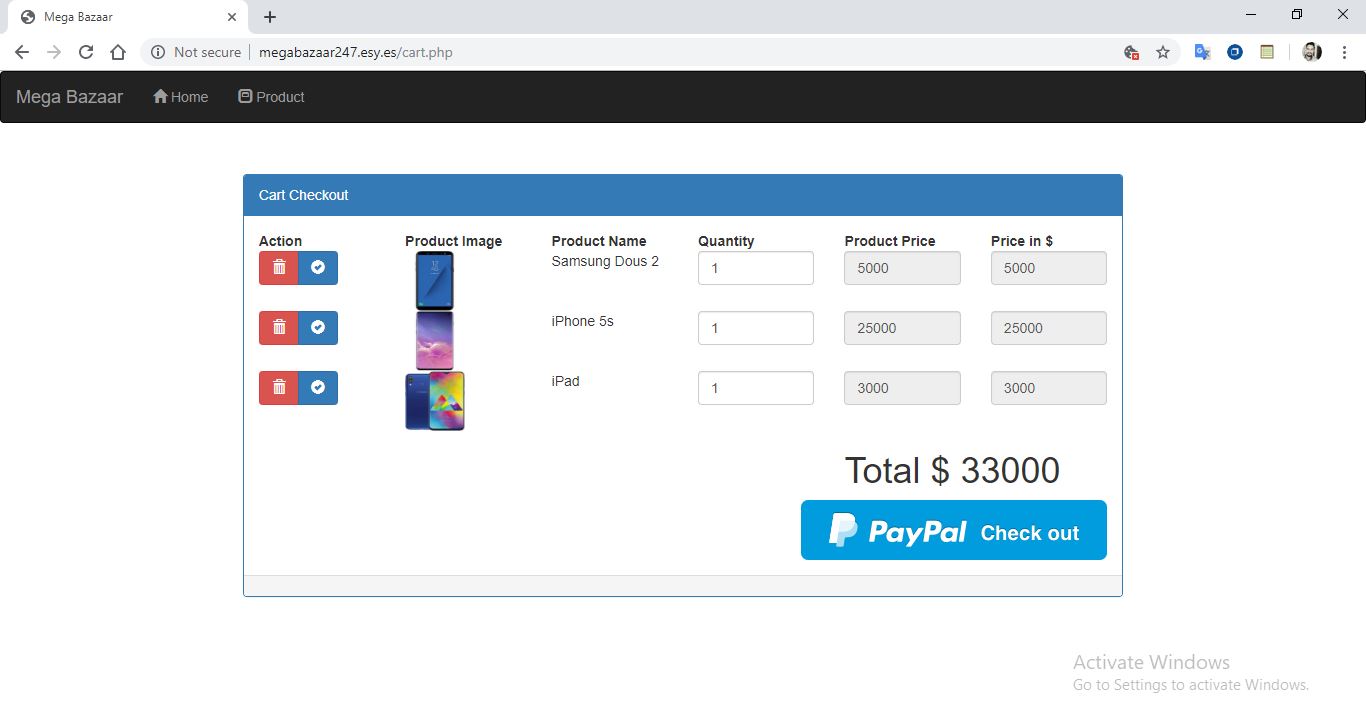 Mega Bazaar
Not secure megabazaar247.esy.es/cart.php
Mega Bazaar Home Product
Cart Checkout
Action Product Image Product Name Quantity Product Price Price in $
Samsung Dous 2 1 5000 5000
iPhone 5s 1 25000 25000
iPad 1 3000 3000
Total $ 33000
PayPal Check out
Activate Windows
Go to Settings to activate Windows.